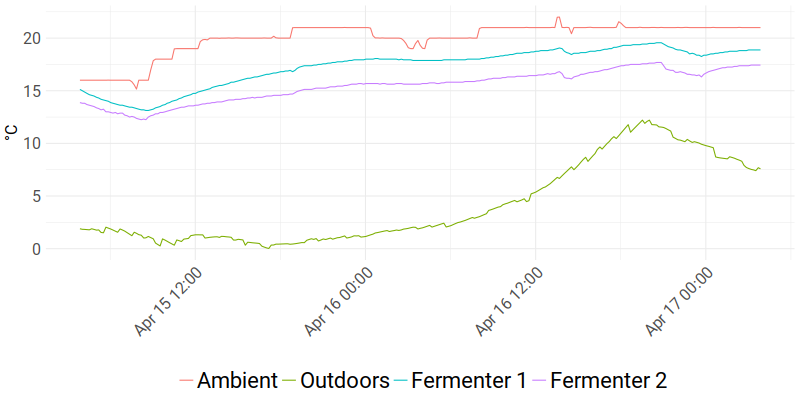 20
15
10
5
0
°C
Apr 15 12:00
Apr 16 00:00
Apr 16 12:00
Apr 17 00:00
Ambient Outdoors Fermenter 1 Fermenter 2